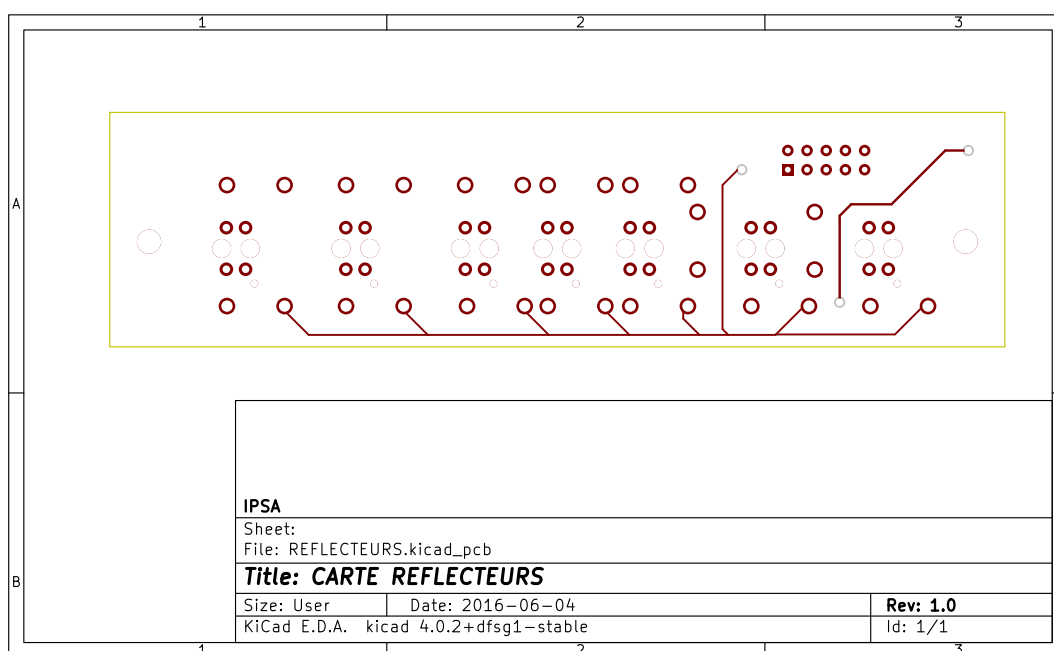 1 2 3
A
B
IPSA
Sheet:
File: REFLECTEURS.kicad_pcb
Title: CARTE REFLECTEURS
Size: User Date: 2016-06-04 Rev: 1.0
KiCad E.D.A. kicad 4.0.2+dfsg1-stable Id: 1/1
1 2 3